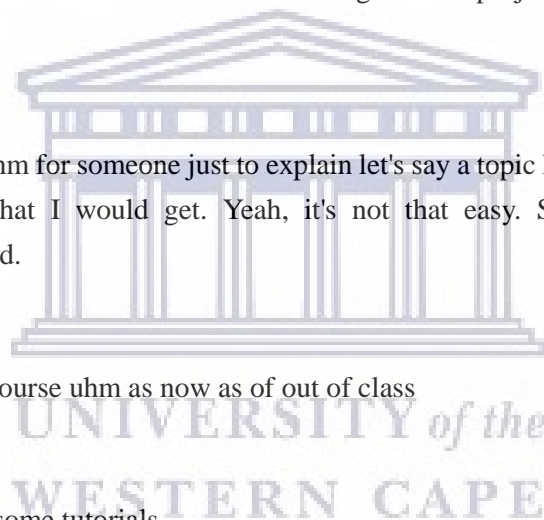 hm for someone just to explain let's say a topic
hat I would get. Yeah, it's not that easy. S
d.
ourse uhm as now as of out of class
UNIVERSITY of the
WESTERN CAPE
some tutorials